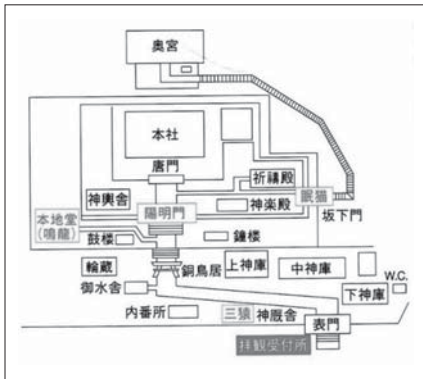 奥宮
本社
唐門
祈禱殿
神輿舎
眠猫
陽明門
神楽殿
坂下門
本地堂
(鳴龍)
鼓楼
鐘楼
輪蔵
銅鳥居
上神庫
中神庫
御水舎
下神庫
W.C.
内番所
三猿
神厩舎
表門
拝観受付所